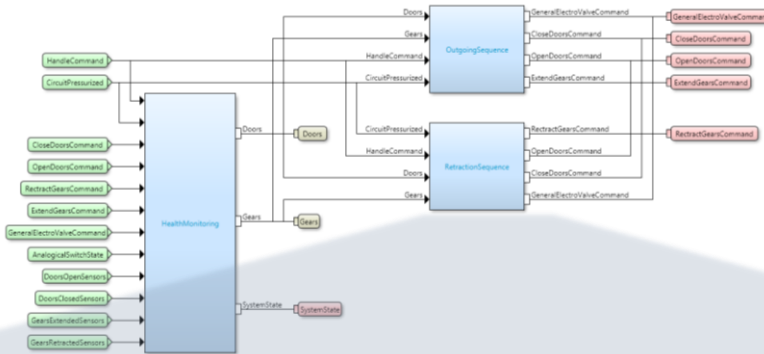 Doors
GeneralElectroValveCommand
GeneralElectroValveComman
Gears
CloseDoorsCommand
CloseDoorsCommand
OutgoingSequence
HandleCommand
HandleCommand
OpenDoorsCommand
OpenDoorsCommand
CircuitPressurized
CircuitPressurized
ExtendGearsCommand
ExtendGearsCommand
Doors
Doors
CircuitPressurized
RectractGearsCommand
RectractGearsCommand
CloseDoorsCommand
HandleCommand
OpenDoorsCommand
OpenDoorsCommand
RetractionSequence
Doors
CloseDoorsCommand
RectractGearsCommand
Gears
GeneralElectroValveCommand
ExtendGearsCommand
Gears
Gears
HealthMonitoring
GeneralElectroValveCommand
AnalogicalSwitchState
DoorsOpenSensors
DoorsClosedSensors
SystemState
SystemState
GearsExtendedSensors
GearsRetractedSensors